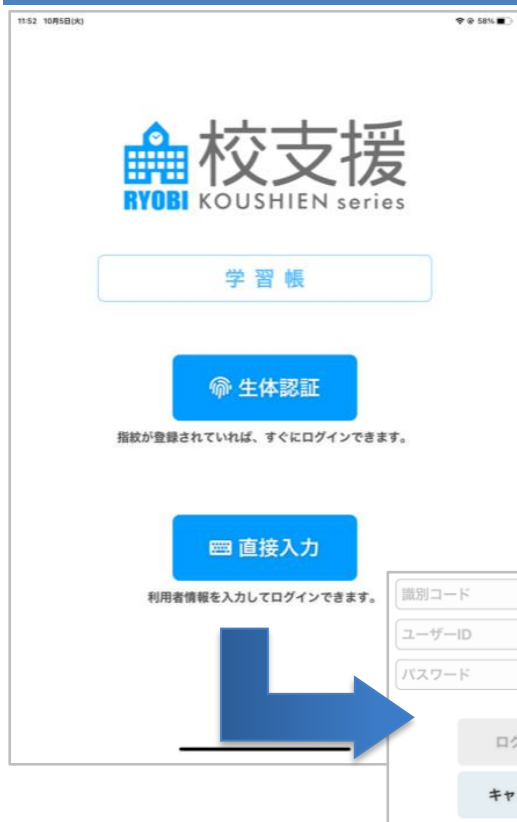 11:52 10月5日(火)
58%
校支援
RYOBI KOUSHIEN series
学習帳
生体認証
指紋が登録されていれば、すぐにログインできます。
直接入力
利用者情報を入力してログインできます。
識別コード
ユーザーID
パスワード
ログ
キャ